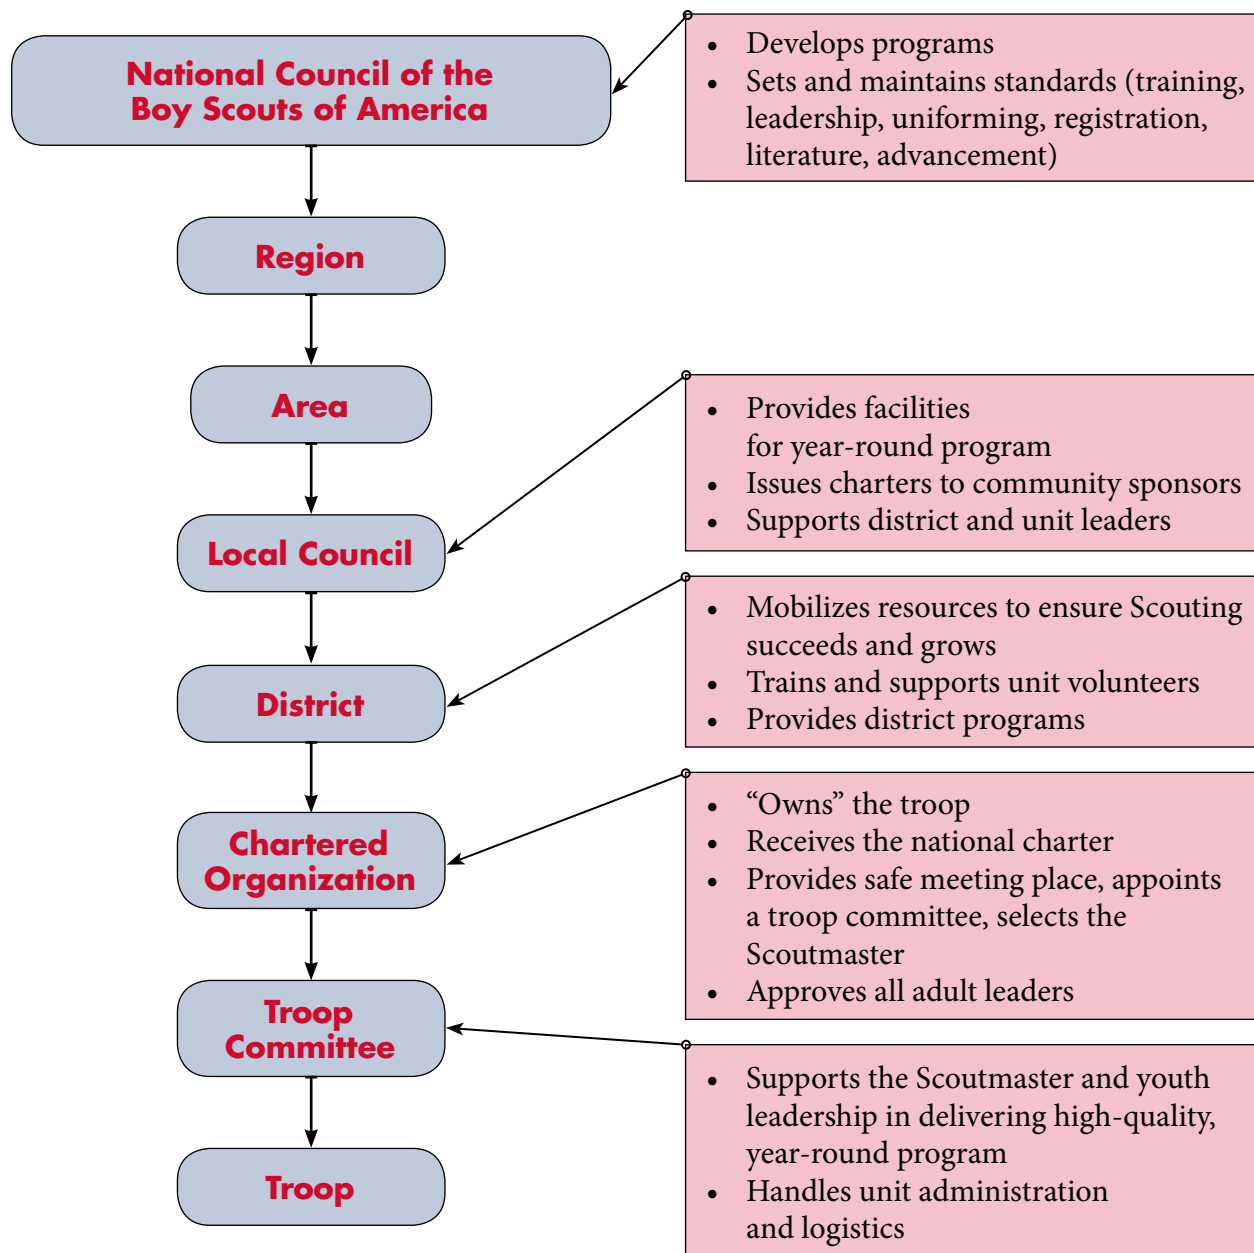 National Council of the
Boy Scouts of America
• Develops programs
• Sets and maintains standards (training,
leadership, uniforming, registration,
literature, advancement)
Region
Area
• Provides facilities
for year-round program
• Issues charters to community sponsors
• Supports district and unit leaders
Local Council
• Mobilizes resources to ensure Scouting
succeeds and grows
• Trains and supports unit volunteers
• Provides district programs
District
• “Owns” the troop
• Receives the national charter
• Provides safe meeting place, appoints
a troop committee, selects the
Scoutmaster
• Approves all adult leaders
Chartered
Organization
Troop
Committee
• Supports the Scoutmaster and youth
leadership in delivering high-quality,
year-round program
• Handles unit administration
and logistics
Troop